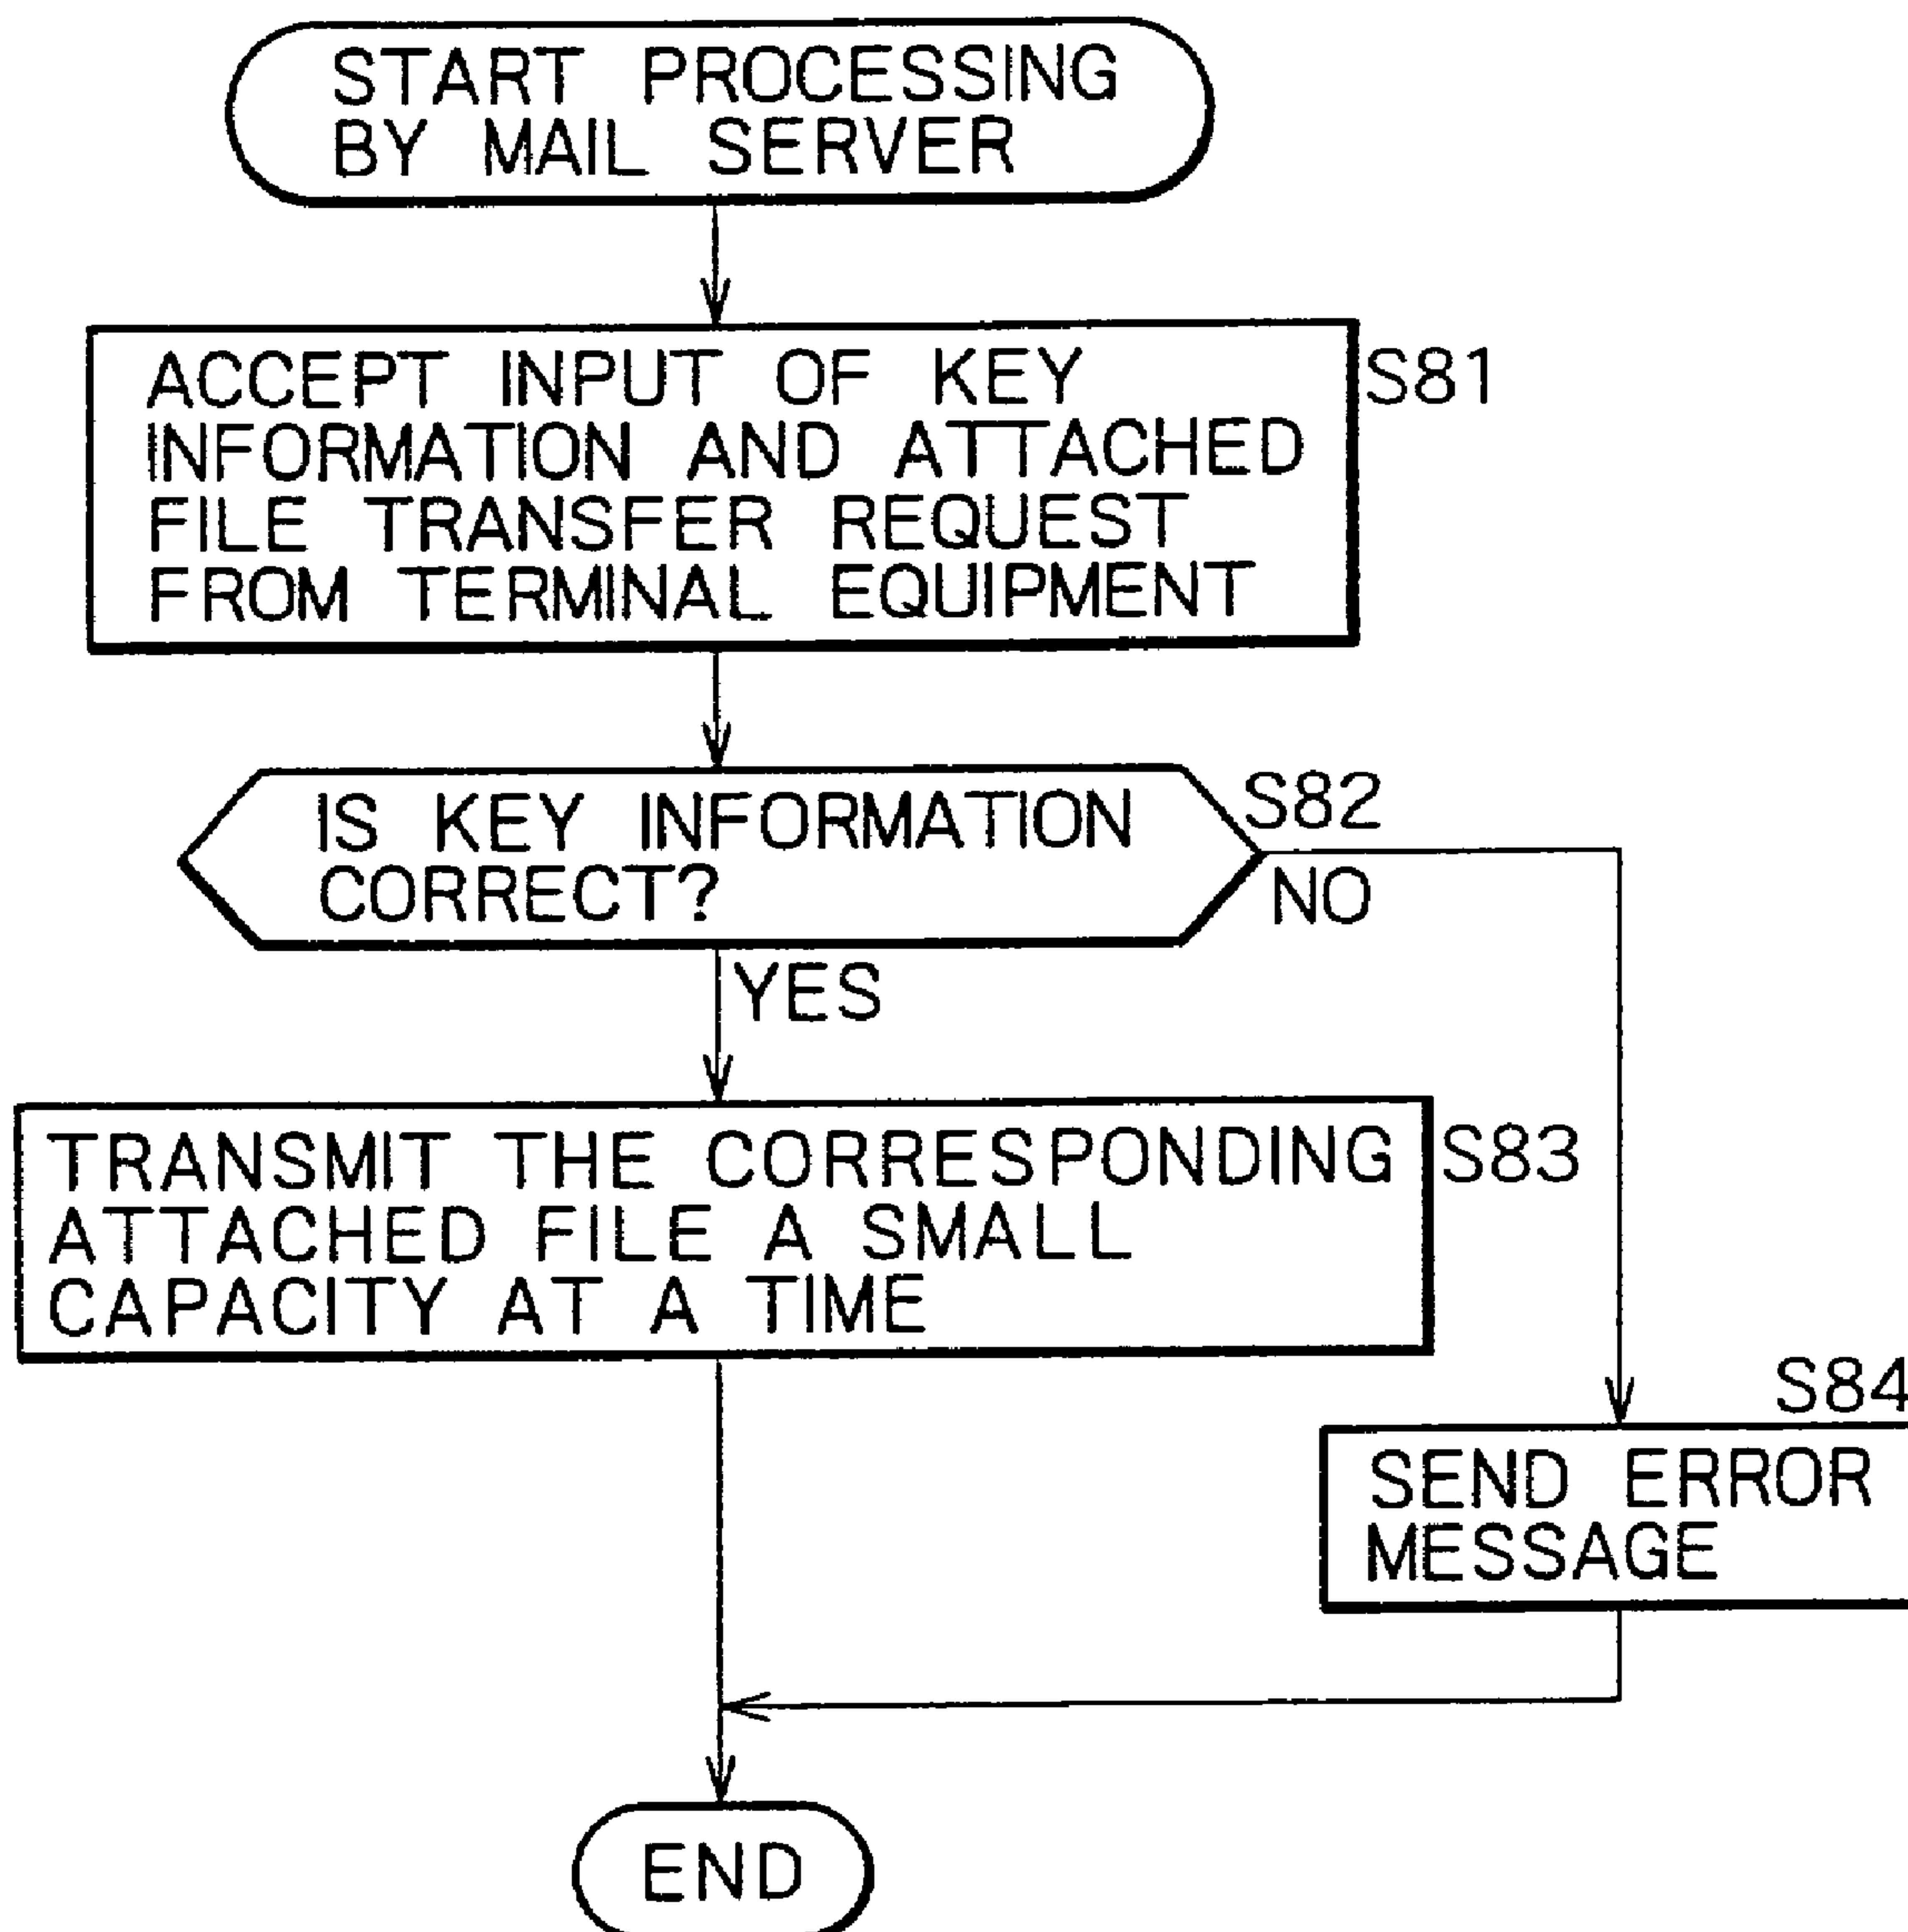 START PROCESSING
BY MAIL SERVER
ACCEPT INPUT OF KEY
INFORMATION AND ATTACHED
FILE TRANSFER REQUEST
FROM TERMINAL EQUIPMENT
S81
IS KEY INFORMATION
CORRECT?
S82
NO
YES
TRANSMIT THE CORRESPONDING
ATTACHED FILE A SMALL
CAPACITY AT A TIME
S83
S84
SEND ERROR
MESSAGE
END